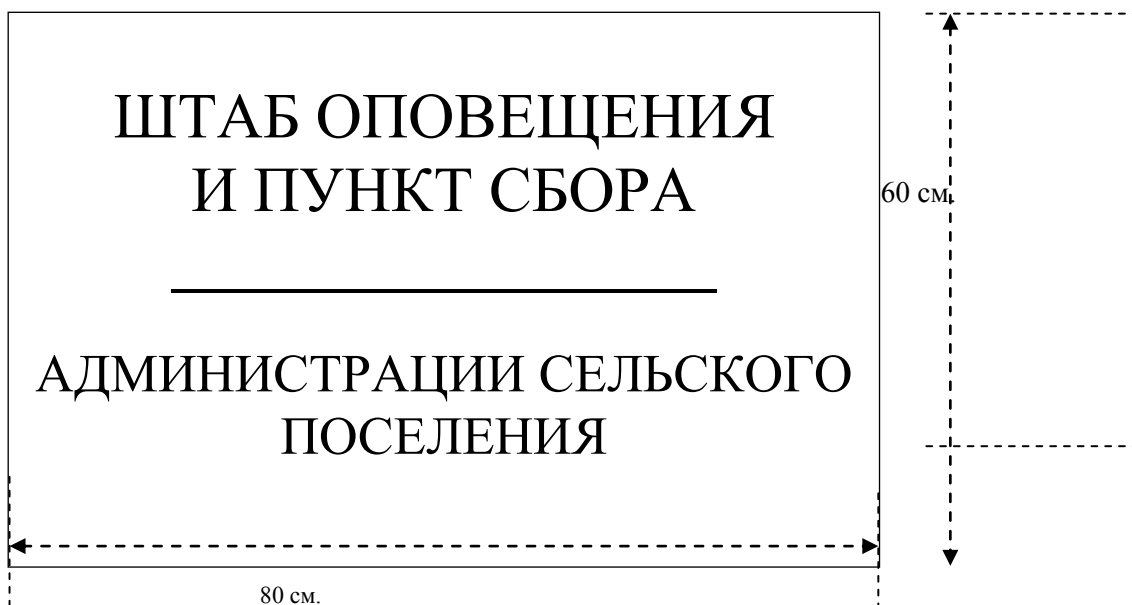 ШТАБ ОПОВЕЩЕНИЯ
И ПУНКТ СБОРА
60 см.
АДМИНИСТРАЦИИ СЕЛЬСКОГО
ПОСЕЛЕНИЯ
80 см.